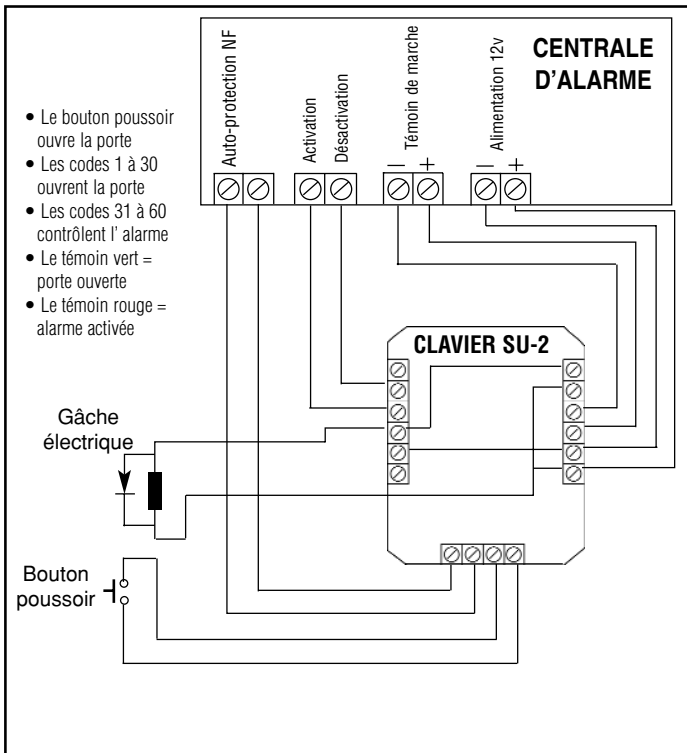 CENTRALE
D'ALARME
Auto-protection NF
Activation
Désactivation
Témoin de marche
Alimentation 12v
– + – +
• Le bouton poussoir
ouvre la porte
• Les codes 1 à 30
ouvrent la porte
• Les codes 31 à 60
contrôlent l' alarme
• Le témoin vert =
porte ouverte
• Le témoin rouge =
alarme activée
CLAVIER SU-2
Gâche
électrique
Bouton
poussoir